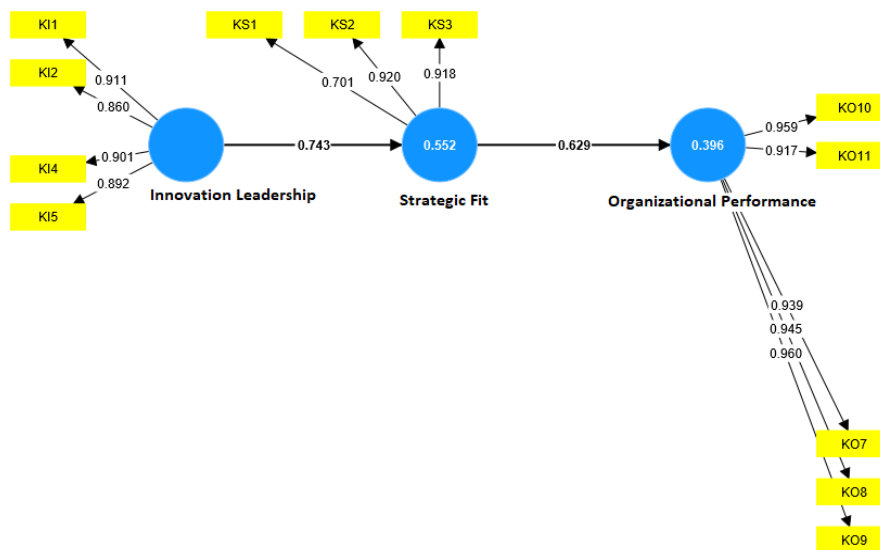 KI1
KI2
KI4
KI5
0.911
0.860
0.901
0.892
Innovation Leadership
0.743
KS1
KS2
KS3
0.701
0.920
0.918
0.552
Strategic Fit
0.629
0.396
Organizational Performance
0.959
0.917
KO10
KO11
0.939
0.945
0.960
KO7
KO8
KO9